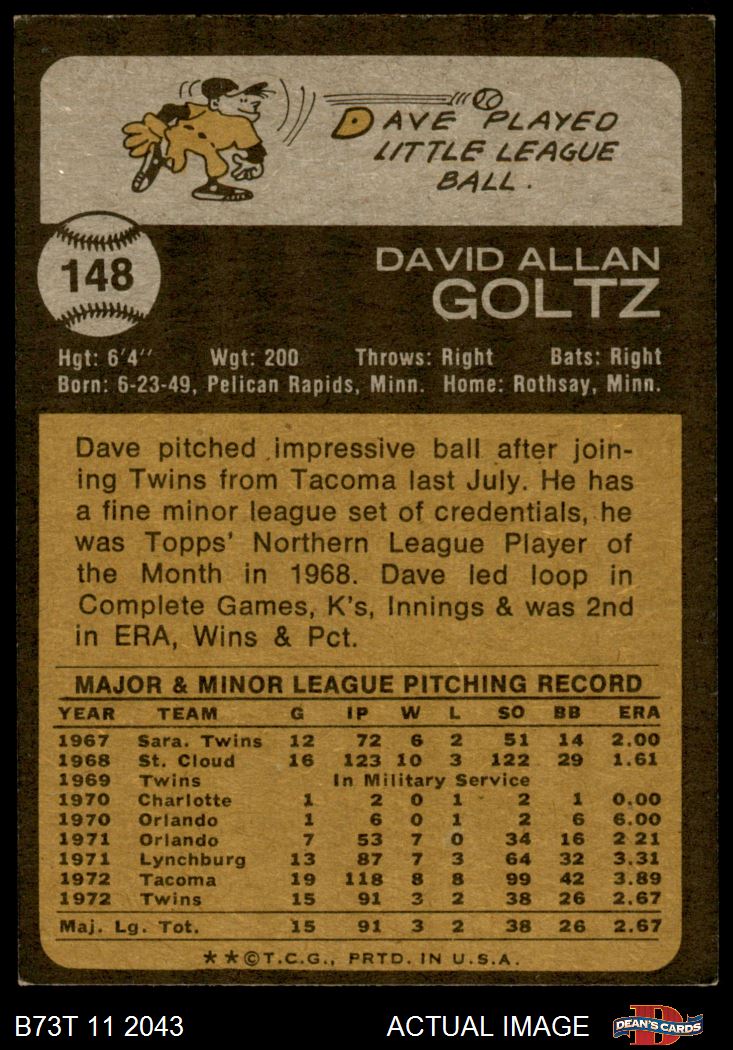 DAVE PLAYED
LITTLE LEAGUE
BALL.
148
DAVID ALLAN
GOLTZ
Hgt: 6'4" Wgt: 200 Throws: Right Bats: Right
Born: 6-23-49, Pelican Rapids, Minn. Home: Rothsay, Minn.
Dave pitched impressive ball after join-
ing Twins from Tacoma last July. He has
a fine minor league set of credentials, he
was Topps' Northern League Player of
the Month in 1968. Dave led loop in
Complete Games, K's, Innings & was 2nd
in ERA, Wins & Pct.
MAJOR & MINOR LEAGUE PITCHING RECORD
YEAR TEAM G IP W L SO BB ERA
1967 Sara. Twins 12 72 6 2 51 14 2.00
1968 St. Cloud 16 123 10 3 122 29 1.61
1969 Twins In Military Service
1970 Charlotte 1 2 0 1 2 1 0.00
1970 Orlando 1 6 0 1 2 6 6.00
1971 Orlando 7 53 7 0 34 16 2 21
1971 Lynchburg 13 87 7 3 64 32 3.31
1972 Tacoma 19 118 8 8 99 42 3.89
1972 Twins 15 91 3 2 38 26 2.67
Maj. Lg. Tot. 15 91 3 2 38 26 2.67
**©T.C.G., PRTD. IN U.S.A.
B73T 11 2043 ACTUAL IMAGE DEAN'S CARDS